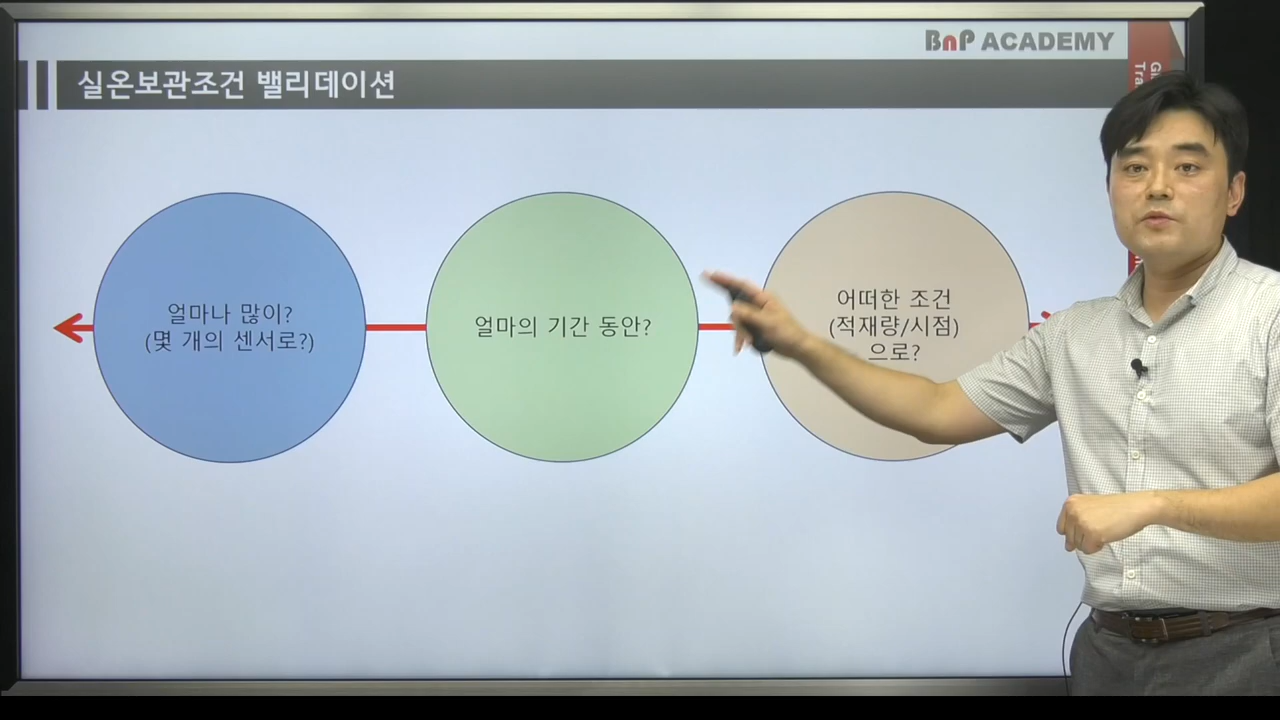 BnP ACADEMY
실온보관조건 밸리데이션
얼마나 많이?
(몇 개의 센서로?)
얼마의 기간 동안?
어떠한 조건
(적재량/시점)
으로?